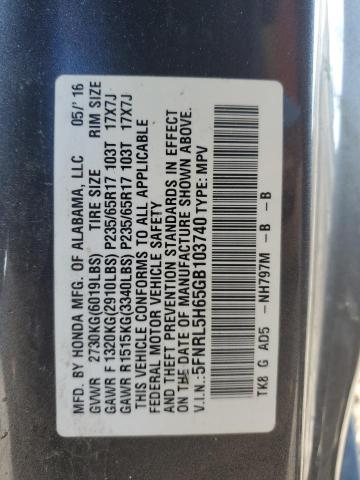 MFD. BY HONDA MFG. OF ALABAMA, LLC 05/'16
GVWR 2730KG(6019LBS) TIRE SIZE RIM SIZE
GAWR F 1320KG(2910LBS) P235/65R17 103T 17X7J
GAWR R 1515KG(3340LBS) P235/65R17 103T 17X7J
THIS VEHICLE CONFORMS TO ALL APPLICABLE
FEDERAL MOTOR VEHICLE SAFETY
AND THEFT PREVENTION STANDARDS IN EFFECT
ON THE DATE OF MANUFACTURE SHOWN ABOVE.
V.I.N.: 5FNRL5H65GB103740 TYPE: MPV
TK8 G AD5 -NH797M -B -B